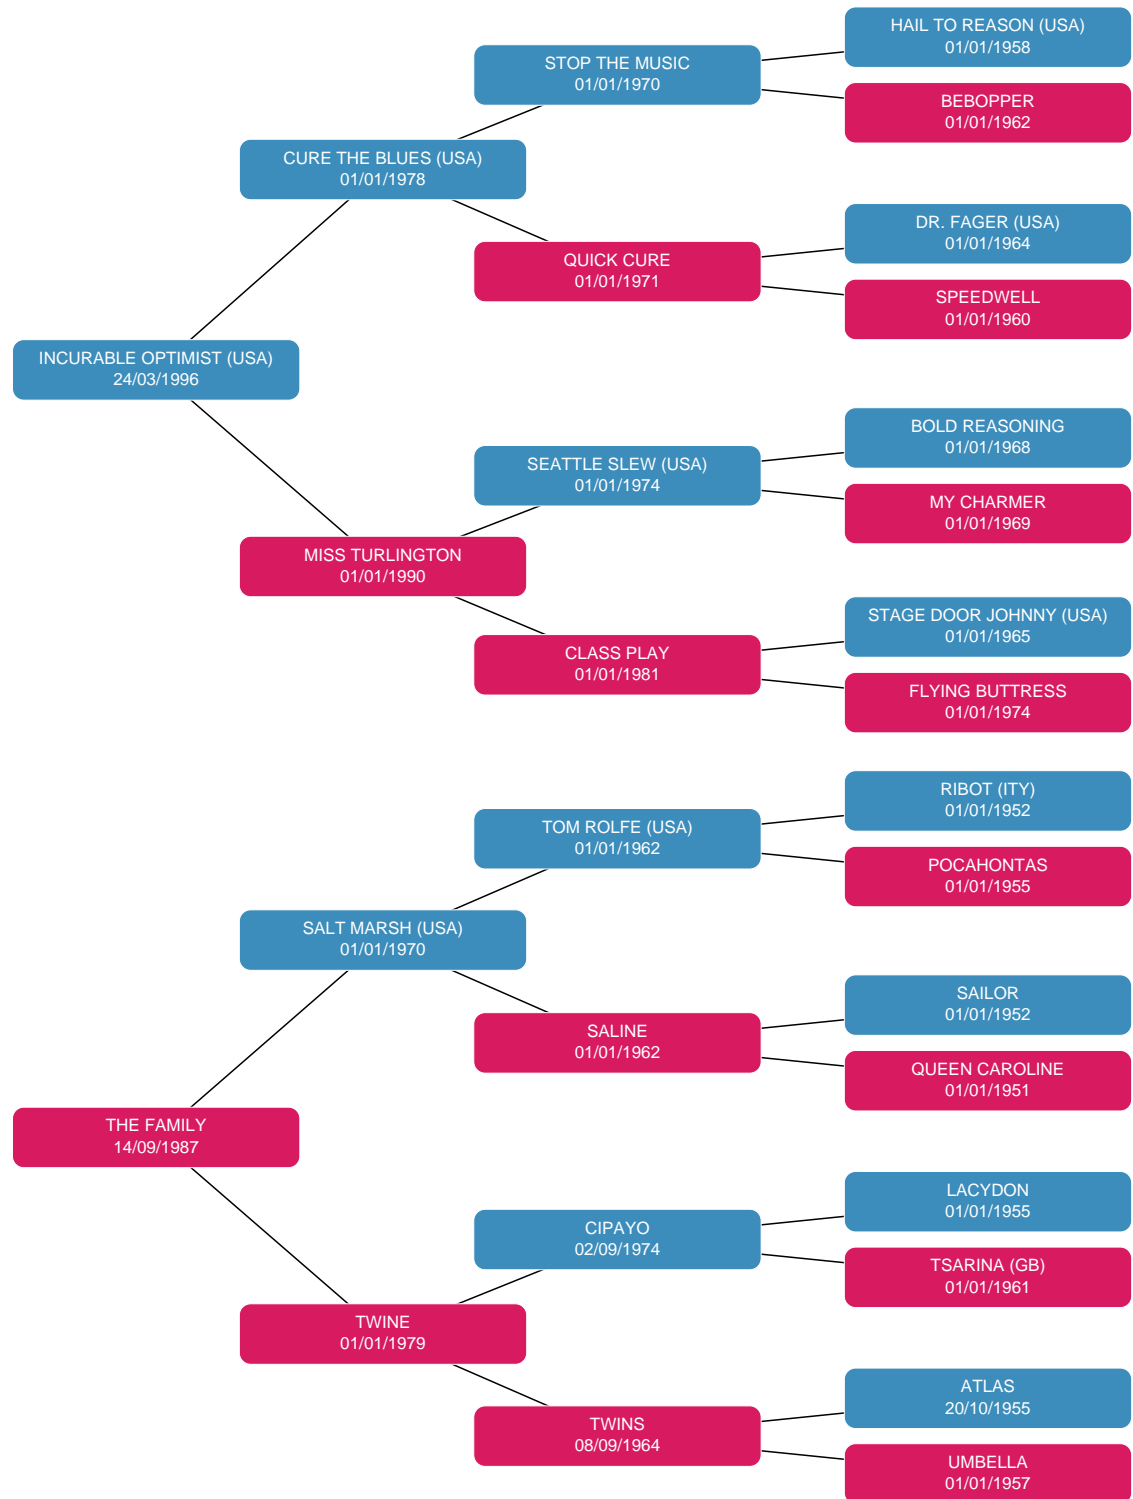 HAIL TO REASON (USA)
01/01/1958
STOP THE MUSIC
01/01/1970
BEBOPPER
01/01/1962
CURE THE BLUES (USA)
01/01/1978
DR. FAGER (USA)
01/01/1964
QUICK CURE
01/01/1971
SPEEDWELL
01/01/1960
INCURABLE OPTIMIST (USA)
24/03/1996
BOLD REASONING
01/01/1968
SEATTLE SLEW (USA)
01/01/1974
MY CHARMER
01/01/1969
MISS TURLINGTON
01/01/1990
STAGE DOOR JOHNNY (USA)
01/01/1965
CLASS PLAY
01/01/1981
FLYING BUTTRESS
01/01/1974
RIBOT (ITY)
01/01/1952
TOM ROLFE (USA)
01/01/1962
POCAHONTAS
01/01/1955
SALT MARSH (USA)
01/01/1970
SAILOR
01/01/1952
SALINE
01/01/1962
QUEEN CAROLINE
01/01/1951
THE FAMILY
14/09/1987
LACYDON
01/01/1955
CIPAYO
02/09/1974
TSARINA (GB)
01/01/1961
TWINE
01/01/1979
ATLAS
20/10/1955
TWINS
08/09/1964
UMBELLA
01/01/1957